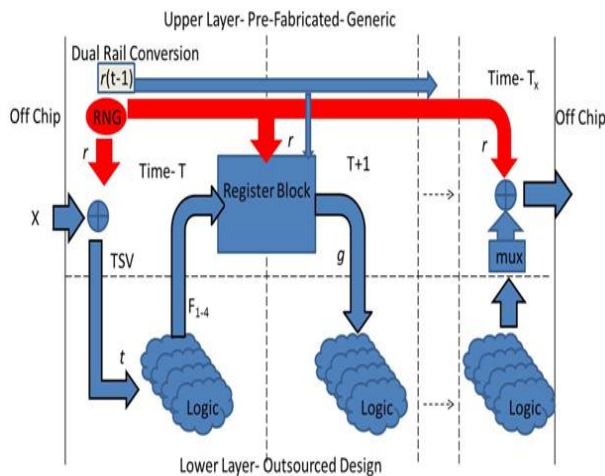 Upper Layer- Pre-Fabricated- Generic
Dual Rail Conversion
r(t-1)
Time- Tx
Off Chip
RNG
Off Chip
r
r
r
Time- T
T+1
Register Block
X
TSV
g
mux
F1-4
t
Logic
Logic
Logic
Lower Layer- Outsourced Design